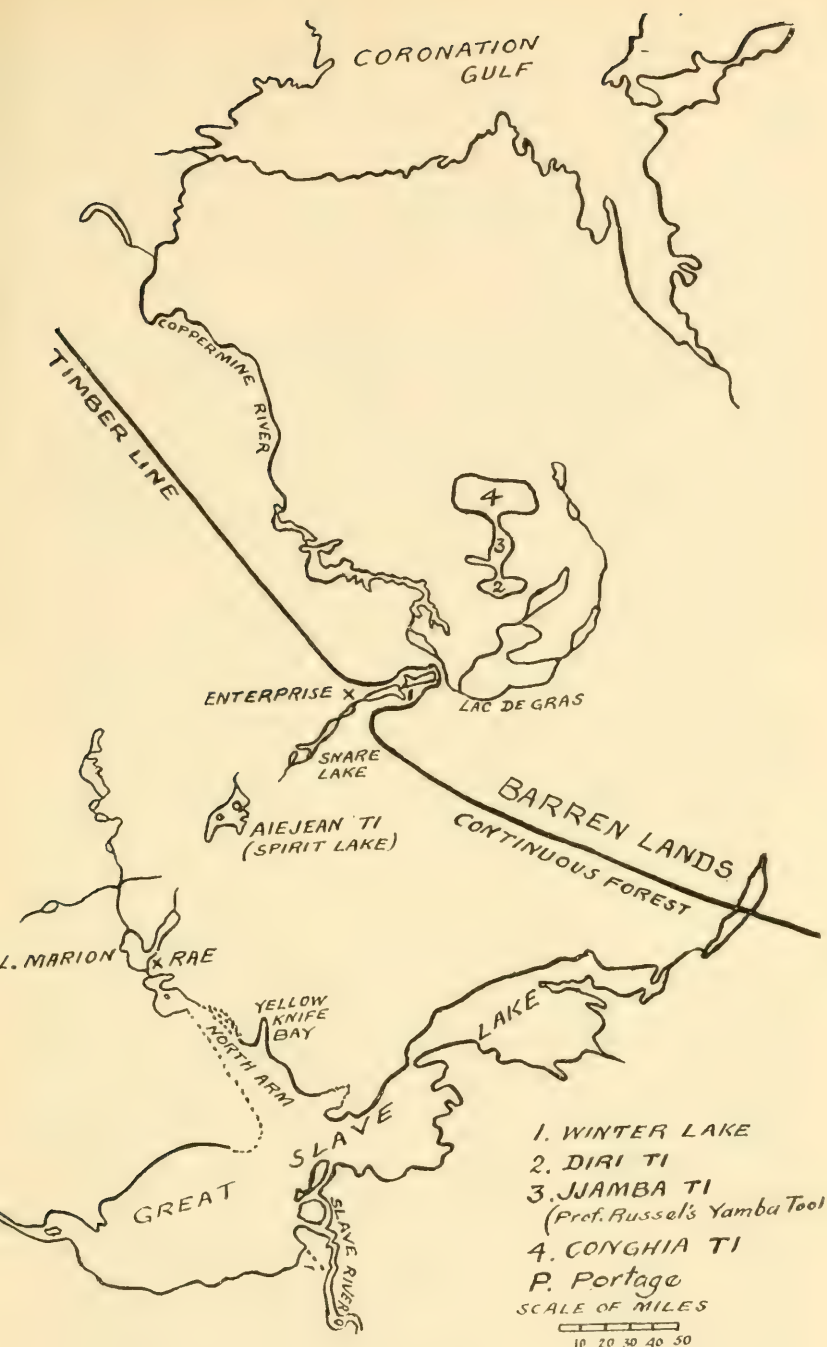 CORONATION
GULF
COPPERMINE
RIVER
TIMBER LINE
4
3
2
1
ENTERPRISE X
LAC DE GRAS
SNARE
LAKE
AIEJEAN TI
(SPIRIT LAKE)
BARREN LANDS
CONTINUOUS FOREST
L. MARION
X RAE
YELLOW
KNIFE
BAY
NORTH ARM
GREAT
SLAVE
LAKE
SLAVE RIVER
1. WINTER LAKE
2. DIRI TI
3. JJAMBA TI
(Prof. Russel's Yamba Tooh
4. CONGHIA TI
P. Portage
SCALE OF MILES
10 20 30 40 50